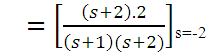 = [(s+2).2 / (s+1)(s+2)]s=-2